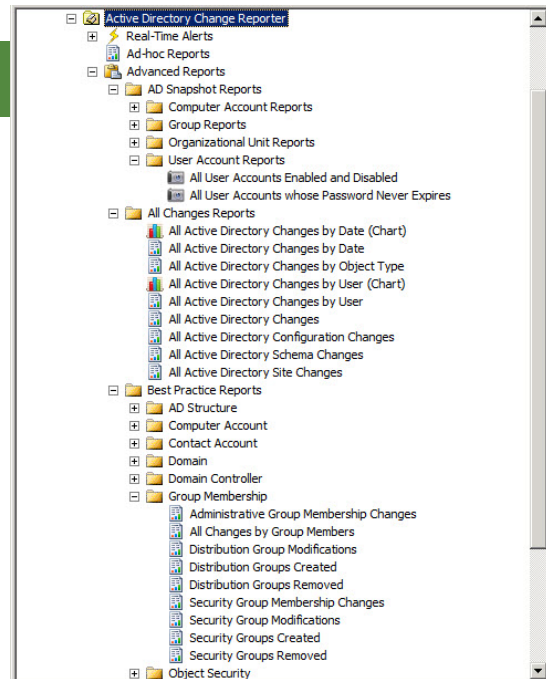 Active Directory Change Reporter
Real-Time Alerts
Ad-hoc Reports
Advanced Reports
AD Snapshot Reports
Computer Account Reports
Group Reports
Organizational Unit Reports
User Account Reports
All User Accounts Enabled and Disabled
All User Accounts whose Password Never Expires
All Changes Reports
All Active Directory Changes by Date (Chart)
All Active Directory Changes by Date
All Active Directory Changes by Object Type
All Active Directory Changes by User (Chart)
All Active Directory Changes by User
All Active Directory Changes
All Active Directory Configuration Changes
All Active Directory Schema Changes
All Active Directory Site Changes
Best Practice Reports
AD Structure
Computer Account
Contact Account
Domain
Domain Controller
Group Membership
Administrative Group Membership Changes
All Changes by Group Members
Distribution Group Modifications
Distribution Groups Created
Distribution Groups Removed
Security Group Membership Changes
Security Group Modifications
Security Groups Created
Security Groups Removed
Object Security